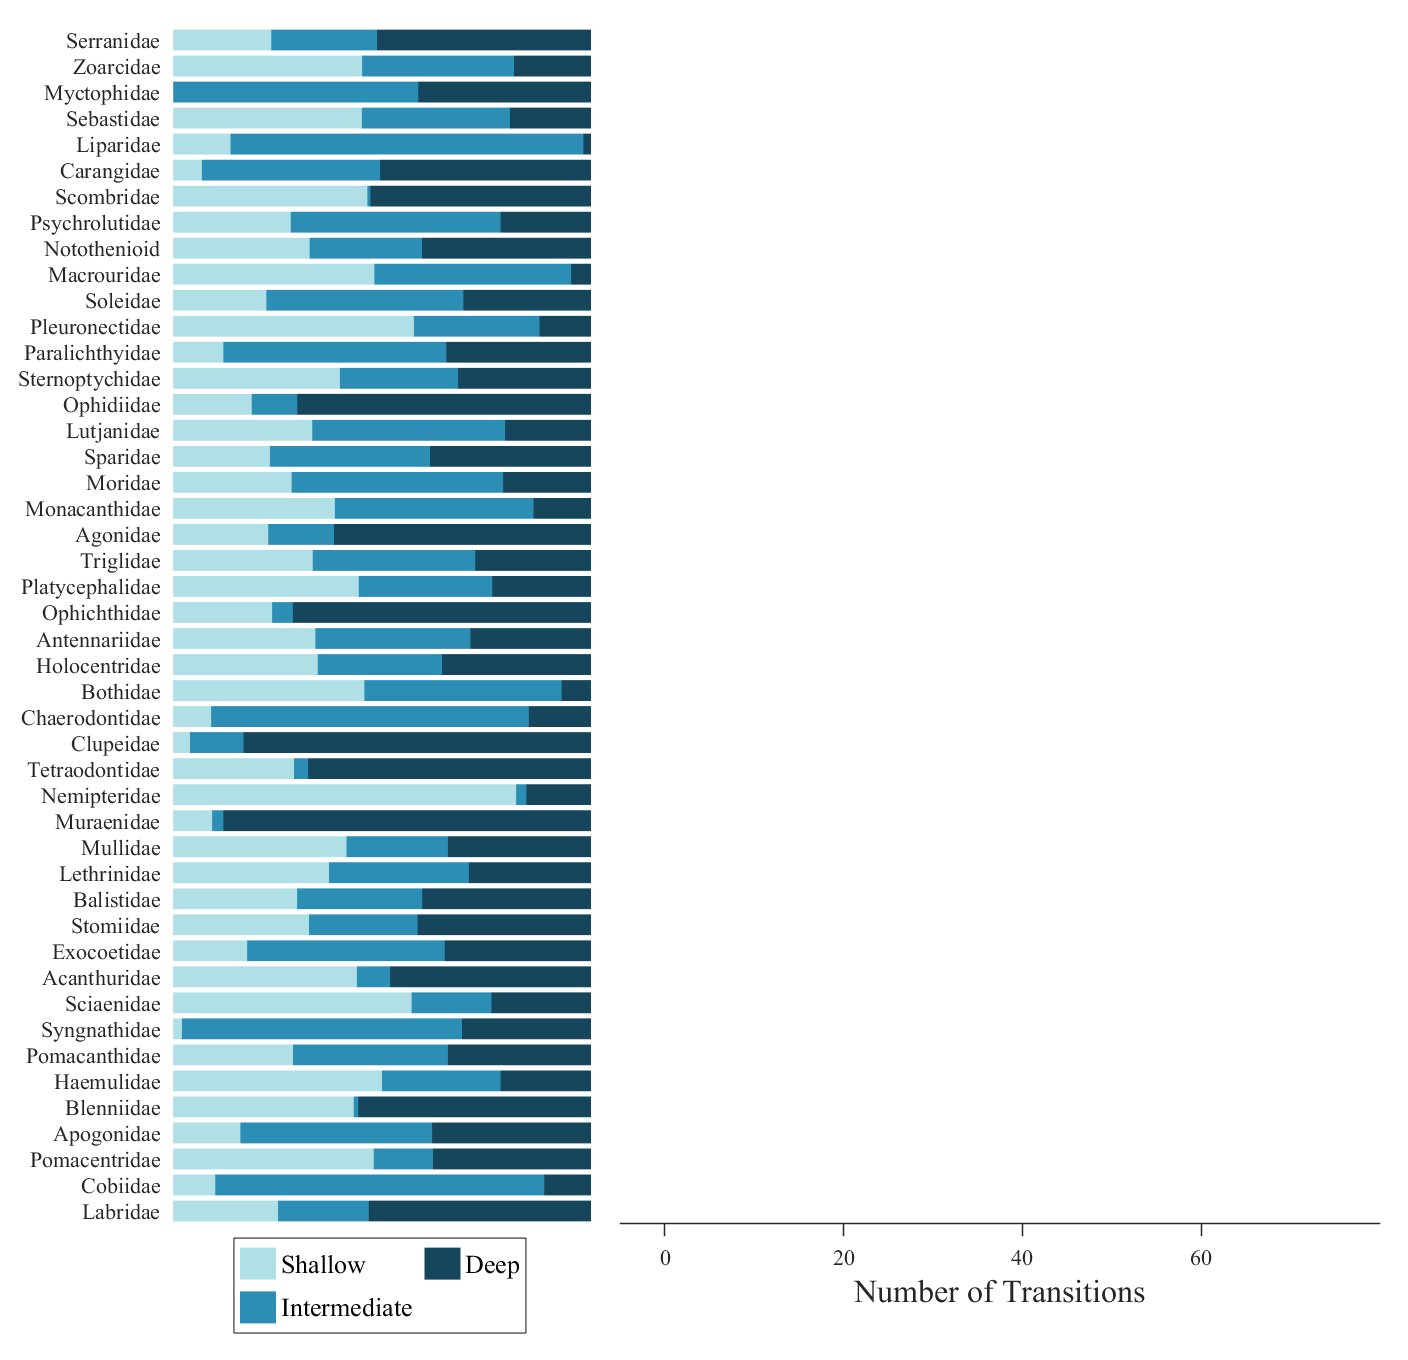 Serranidae
Zoarcidae
Myctophidae
Sebastidae
Liparidae
Carangidae
Scombridae
Psychrolutidae
Notothenioid
Macrouridae
Soleidae
Pleuronectidae
Paralichthyidae
Sternoptychidae
Ophidiidae
Lutjanidae
Sparidae
Moridae
Monacanthidae
Agonidae
Triglidae
Platycephalidae
Ophichthidae
Antennariidae
Holocentridae
Bothidae
Chaerodontidae
Clupeidae
Tetraodontidae
Nemipteridae
Muraenidae
Mullidae
Lethrinidae
Balistidae
Stomiidae
Exocoetidae
Acanthuridae
Sciaenidae
Syngnathidae
Pomacanthidae
Haemulidae
Blenniidae
Apogonidae
Pomacentridae
Cobiidae
Labridae
Shallow Deep
Intermediate
0 20 40 60
Number of Transitions